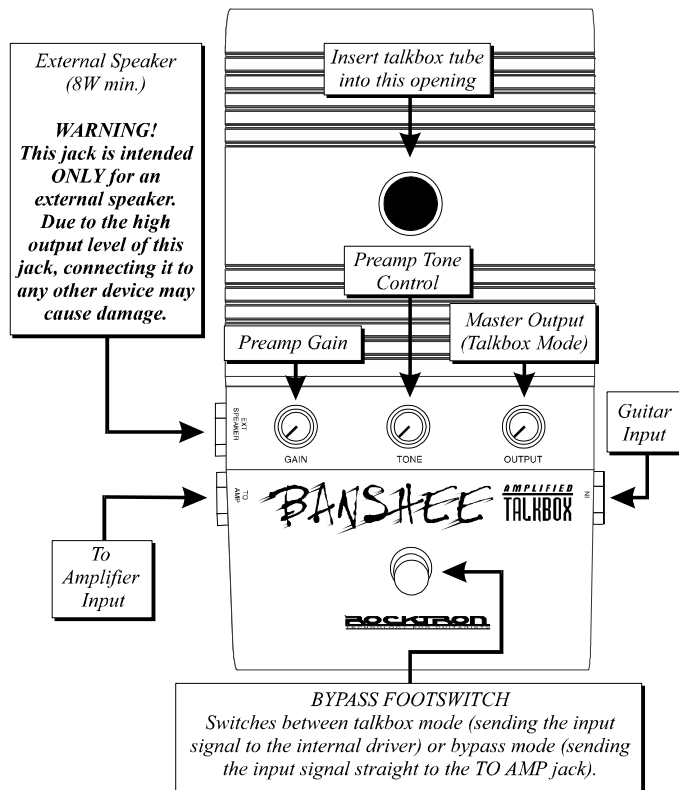 External Speaker
(8W min.)
WARNING!
This jack is intended
ONLY for an
external speaker.
Due to the high
output level of this
jack, connecting it to
any other device may
cause damage.
Insert talkbox tube
into this opening
Preamp Tone
Control
Preamp Gain
Master Output
(Talkbox Mode)
Guitar
Input
EXT
SPEAKER
GAIN
TONE
OUTPUT
TO
AMP
BANSHEE
AMPLIFIED
TALKBOX
IN
To
Amplifier
Input
ROCKTRON
BYPASS FOOTSWITCH
Switches between talkbox mode (sending the input
signal to the internal driver) or bypass mode (sending
the input signal straight to the TO AMP jack).